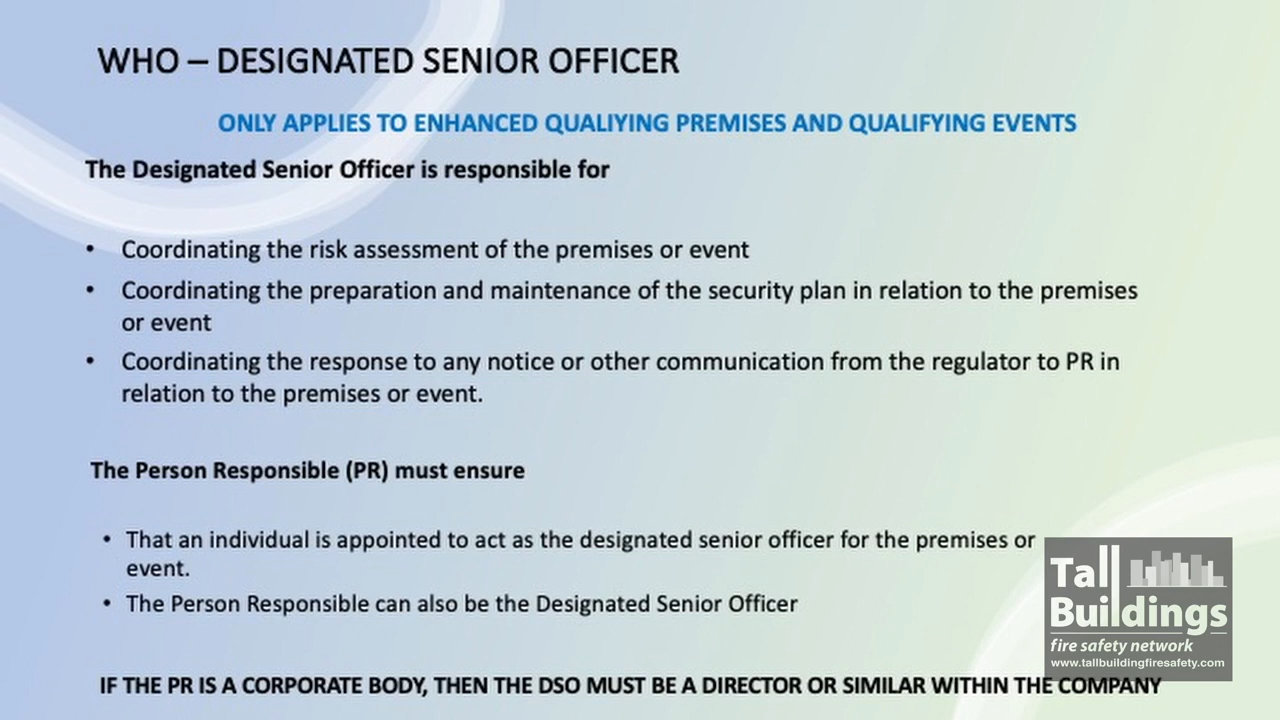 WHO – DESIGNATED SENIOR OFFICER
ONLY APPLIES TO ENHANCED QUALIYING PREMISES AND QUALIFYING EVENTS
The Designated Senior Officer is responsible for
• Coordinating the risk assessment of the premises or event
• Coordinating the preparation and maintenance of the security plan in relation to the premises
or event
• Coordinating the response to any notice or other communication from the regulator to PR in
relation to the premises or event.
The Person Responsible (PR) must ensure
• That an individual is appointed to act as the designated senior officer for the premises or
event.
• The Person Responsible can also be the Designated Senior Officer
Tall
Buildings
fire safety network
www.tallbuildingfiresafety.com
IF THE PR IS A CORPORATE BODY, THEN THE DSO MUST BE A DIRECTOR OR SIMILAR WITHIN THE COMPANY